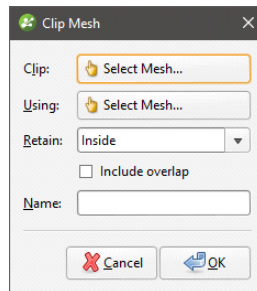 Clip Mesh
Clip: Select Mesh...
Using: Select Mesh...
Retain: Inside
Include overlap
Name:
Cancel OK